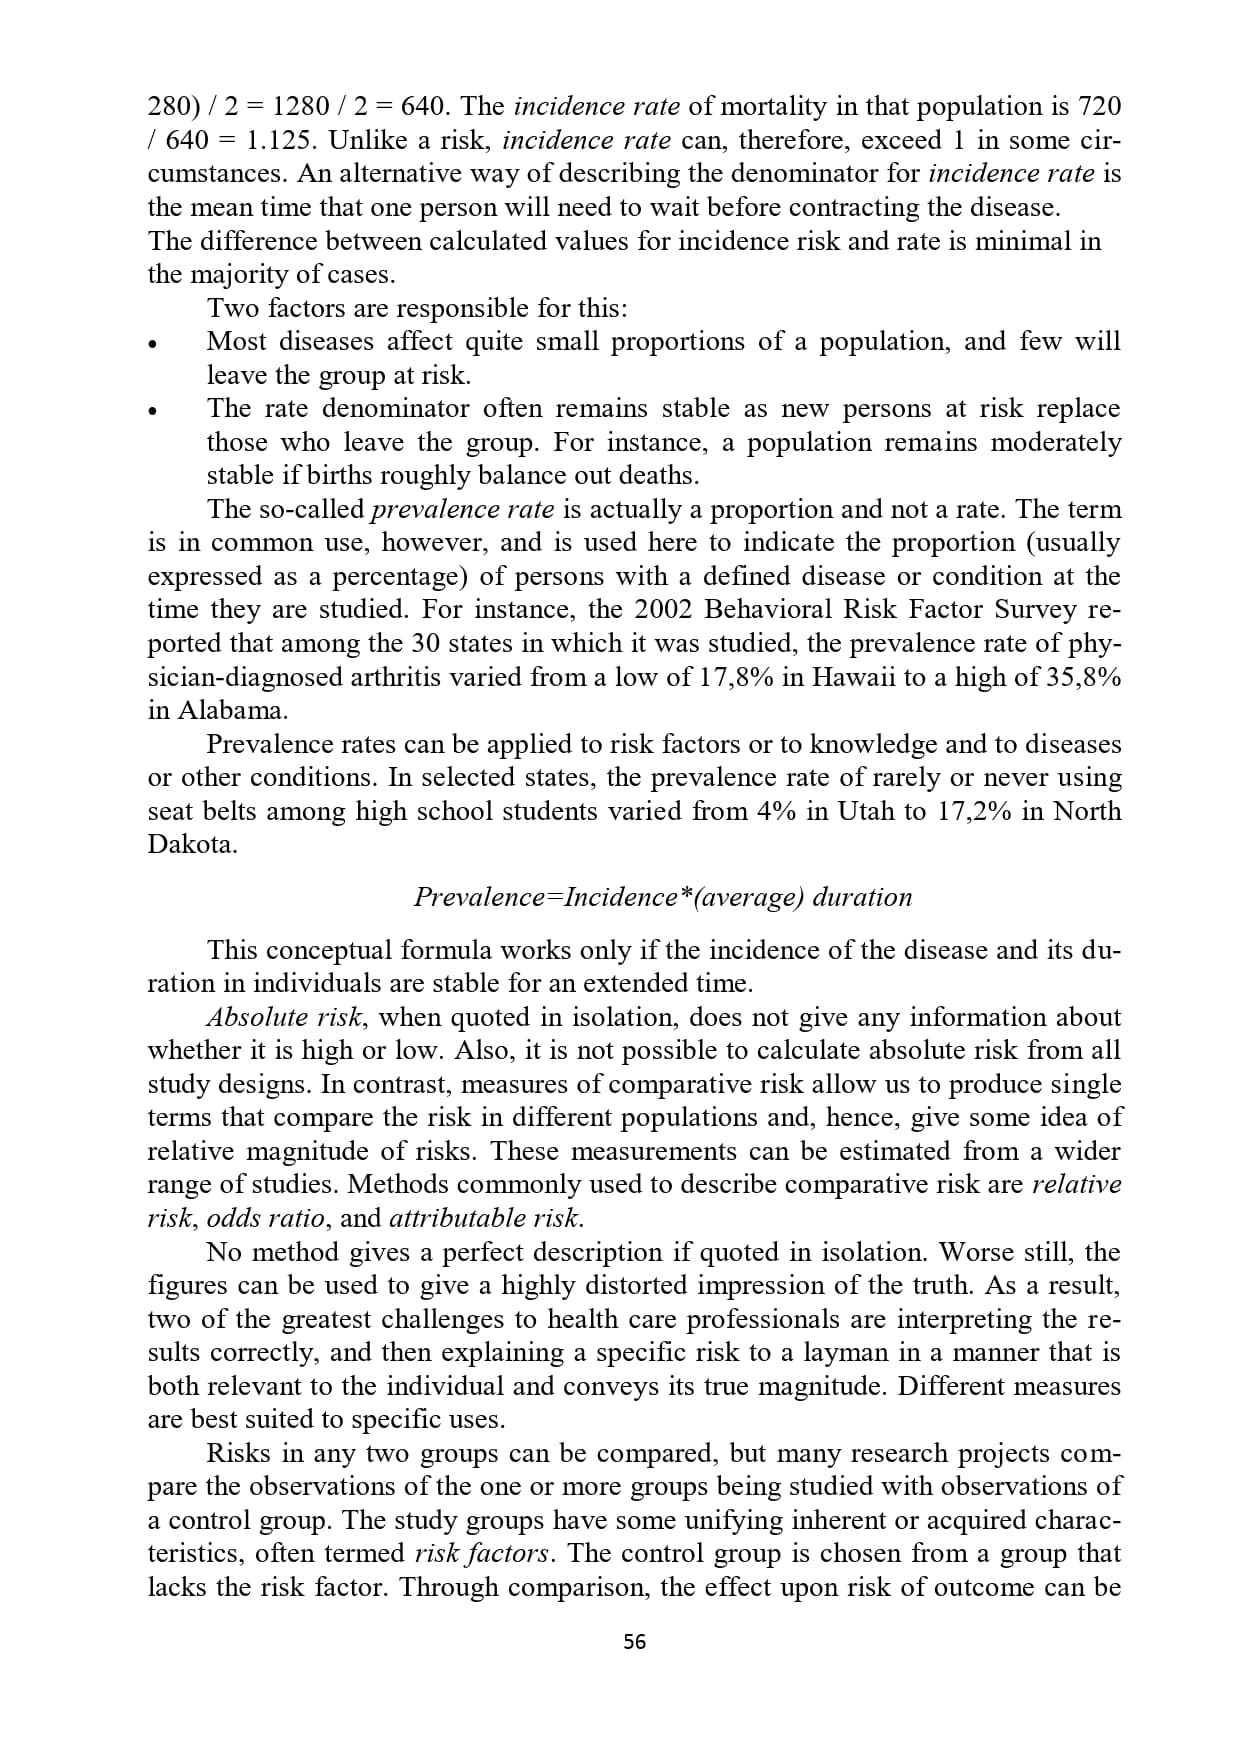 280) / 2 = 1280 / 2 = 640. The incidence rate of mortality in that population is 720
/ 640 = 1.125. Unlike a risk, incidence rate can, therefore, exceed 1 in some cir-
cumstances. An alternative way of describing the denominator for incidence rate is
the mean time that one person will need to wait before contracting the disease.
The difference between calculated values for incidence risk and rate is minimal in
the majority of cases.
Two factors are responsible for this:
• Most diseases affect quite small proportions of a population, and few will
leave the group at risk.
• The rate denominator often remains stable as new persons at risk replace
those who leave the group. For instance, a population remains moderately
stable if births roughly balance out deaths.
The so-called prevalence rate is actually a proportion and not a rate. The term
is in common use, however, and is used here to indicate the proportion (usually
expressed as a percentage) of persons with a defined disease or condition at the
time they are studied. For instance, the 2002 Behavioral Risk Factor Survey re-
ported that among the 30 states in which it was studied, the prevalence rate of phy-
sician-diagnosed arthritis varied from a low of 17,8% in Hawaii to a high of 35,8%
in Alabama.
Prevalence rates can be applied to risk factors or to knowledge and to diseases
or other conditions. In selected states, the prevalence rate of rarely or never using
seat belts among high school students varied from 4% in Utah to 17,2% in North
Dakota.
Prevalence=Incidence*(average) duration
This conceptual formula works only if the incidence of the disease and its du-
ration in individuals are stable for an extended time.
Absolute risk, when quoted in isolation, does not give any information about
whether it is high or low. Also, it is not possible to calculate absolute risk from all
study designs. In contrast, measures of comparative risk allow us to produce single
terms that compare the risk in different populations and, hence, give some idea of
relative magnitude of risks. These measurements can be estimated from a wider
range of studies. Methods commonly used to describe comparative risk are relative
risk, odds ratio, and attributable risk.
No method gives a perfect description if quoted in isolation. Worse still, the
figures can be used to give a highly distorted impression of the truth. As a result,
two of the greatest challenges to health care professionals are interpreting the re-
sults correctly, and then explaining a specific risk to a layman in a manner that is
both relevant to the individual and conveys its true magnitude. Different measures
are best suited to specific uses.
Risks in any two groups can be compared, but many research projects com-
pare the observations of the one or more groups being studied with observations of
a control group. The study groups have some unifying inherent or acquired charac-
teristics, often termed risk factors. The control group is chosen from a group that
lacks the risk factor. Through comparison, the effect upon risk of outcome can be
56